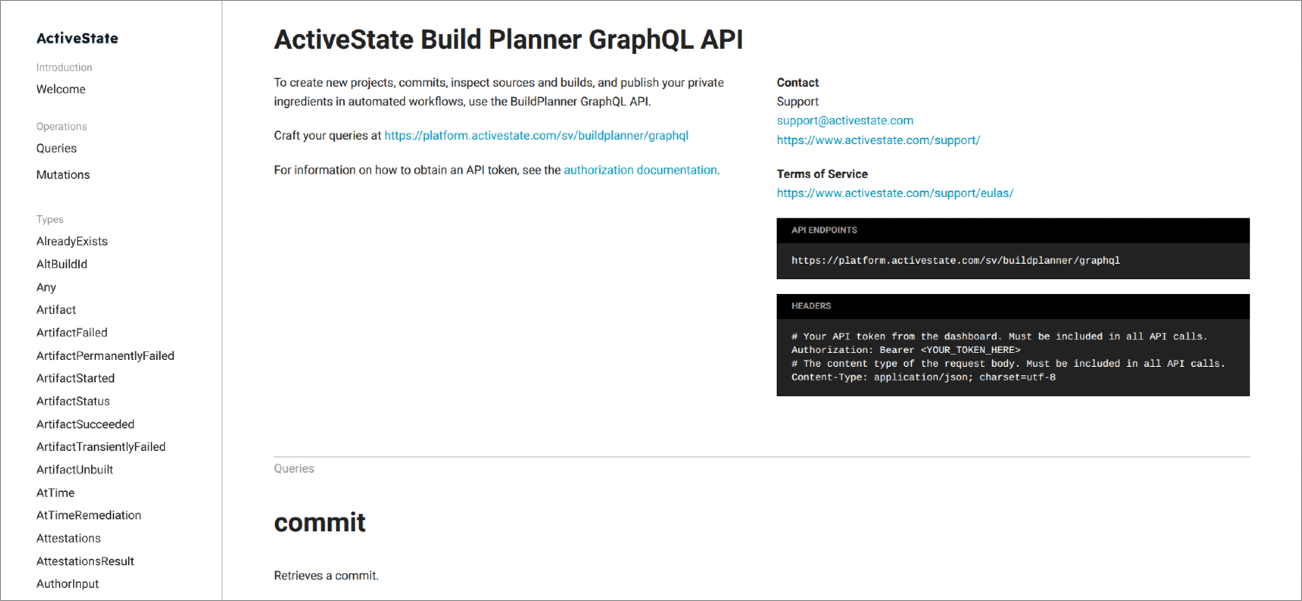 ActiveState
Introduction
Welcome
Operations
Queries
Mutations
Types
AlreadyExists
AltBuildId
Any
Artifact
ArtifactFailed
ArtifactPermanentlyFailed
ArtifactStarted
ArtifactStatus
ArtifactSucceeded
ArtifactTransientlyFailed
ArtifactUnbuilt
AtTime
AtTimeRemediation
Attestations
AttestationsResult
AuthorInput
ActiveState Build Planner GraphQL API
To create new projects, commits, inspect sources and builds, and publish your private
ingredients in automated workflows, use the BuildPlanner GraphQL API.
Craft your queries at https://platform.activestate.com/sv/buildplanner/graphql
For information on how to obtain an API token, see the authorization documentation.
Contact
Support
support@activestate.com
https://www.activestate.com/support/
Terms of Service
https://www.activestate.com/support/eulas/
API ENDPOINTS
https://platform.activestate.com/sv/buildplanner/graphql
HEADERS
# Your API token from the dashboard. Must be included in all API calls.
Authorization: Bearer <YOUR_TOKEN_HERE>
# The content type of the request body. Must be included in all API calls.
Content-Type: application/json; charset=utf-8
Queries
commit
Retrieves a commit.